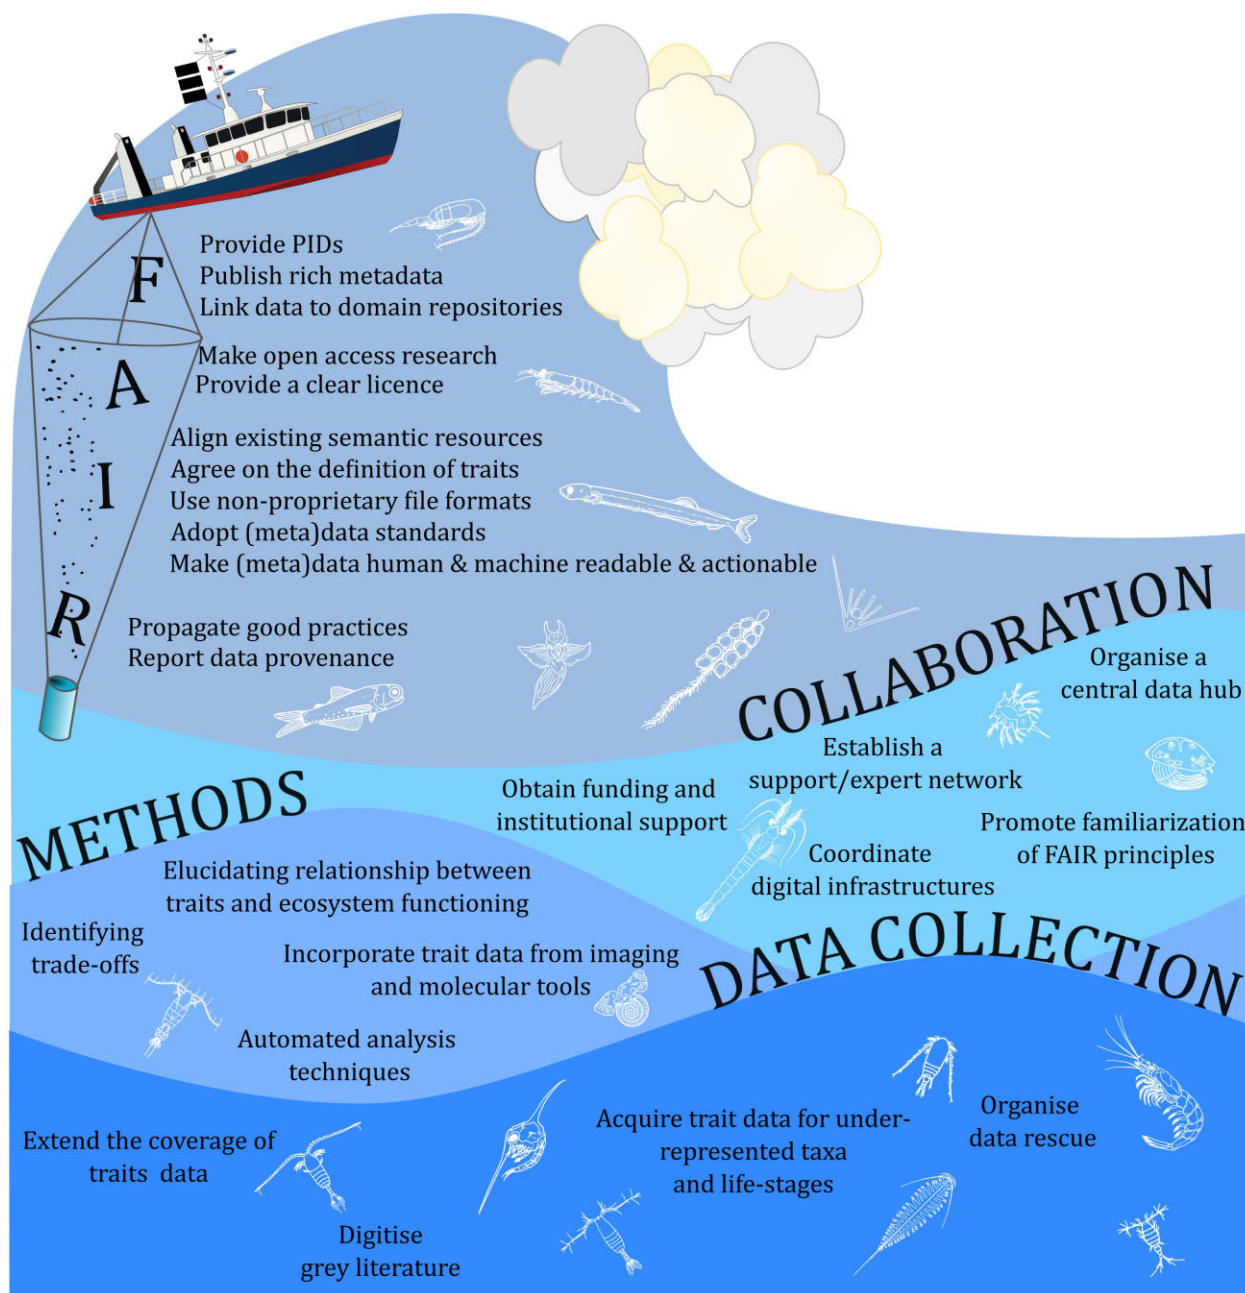 F
Provide PIDs
Publish rich metadata
Link data to domain repositories
A
Make open access research
Provide a clear licence
I
Align existing semantic resources
Agree on the definition of traits
Use non-proprietary file formats
Adopt (meta)data standards
Make (meta)data human & machine readable & actionable
R
Propagate good practices
Report data provenance
COLLABORATION
Organise a
central data hub
Establish a
support/expert network
Obtain funding and
institutional support
Promote familiarization
of FAIR principles
Coordinate
digital infrastructures
METHODS
Elucidating relationship between
traits and ecosystem functioning
Identifying
trade-offs
Incorporate trait data from imaging
and molecular tools
Automated analysis
techniques
DATA COLLECTION
Extend the coverage of
traits data
Acquire trait data for under-
represented taxa
and life-stages
Organise
data rescue
Digitise
grey literature